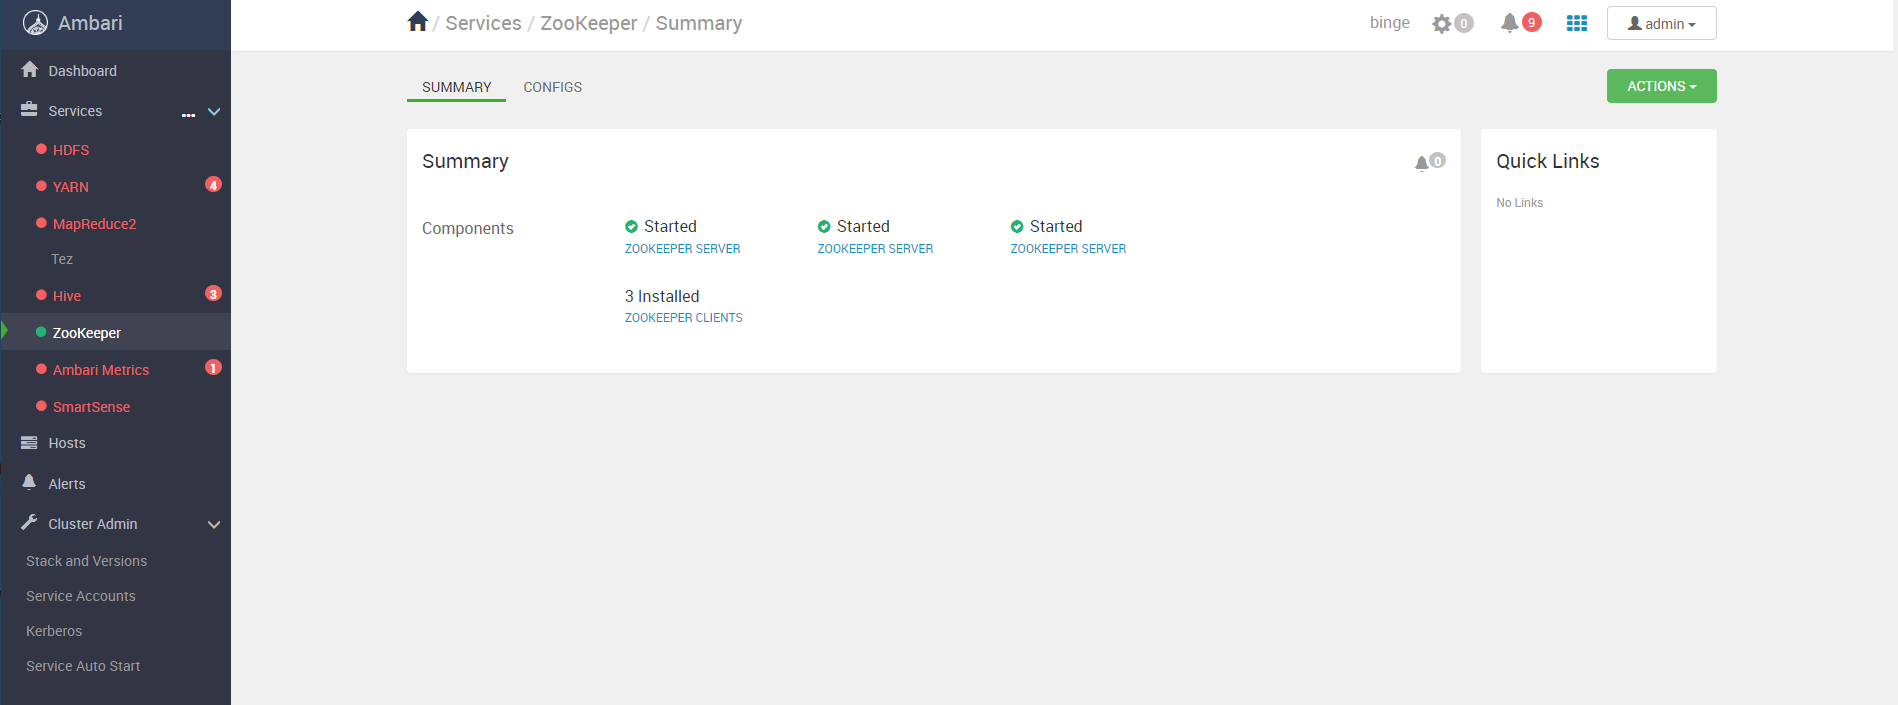 Ambari
Dashboard
Services
HDFS
YARN 4
MapReduce2
Tez
Hive 3
ZooKeeper
Ambari Metrics 1
SmartSense
Hosts
Alerts
Cluster Admin
Stack and Versions
Service Accounts
Kerberos
Service Auto Start
/ Services / ZooKeeper / Summary
binge 0 9 admin
SUMMARY CONFIGS
ACTIONS
Summary 0
Components
Started Started Started
ZOOKEEPER SERVER ZOOKEEPER SERVER ZOOKEEPER SERVER
3 Installed
ZOOKEEPER CLIENTS
Quick Links
No Links